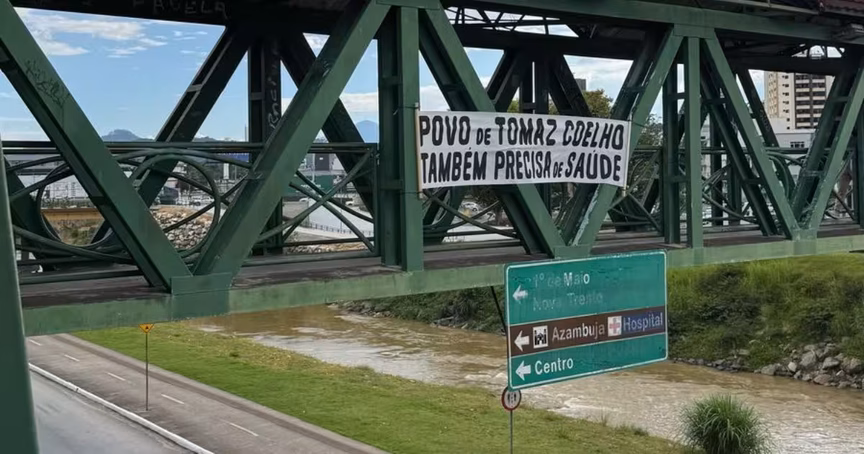 POVO DE TOMAZ COELHO
TAMBÉM PRECISA DE SAÚDE
1º de Maio
Nova Trento
Azambuja Hospital
Centro